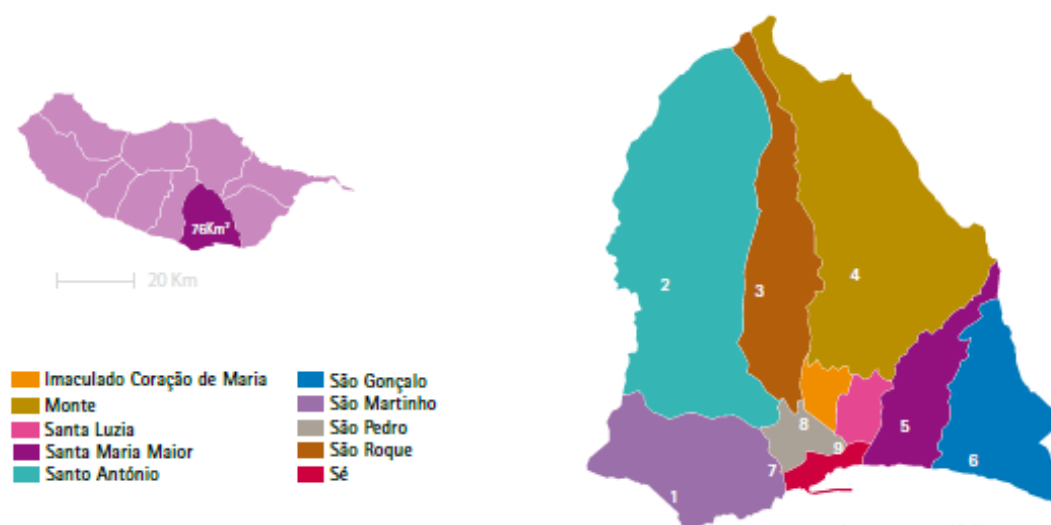 76Km²
20 Km
Imaculado Coração de Maria
Monte
Santa Luzia
Santa Maria Maior
Santo António
São Gonçalo
São Martinho
São Pedro
São Roque
Sé
2
3
4
8
5
9
7
6
1